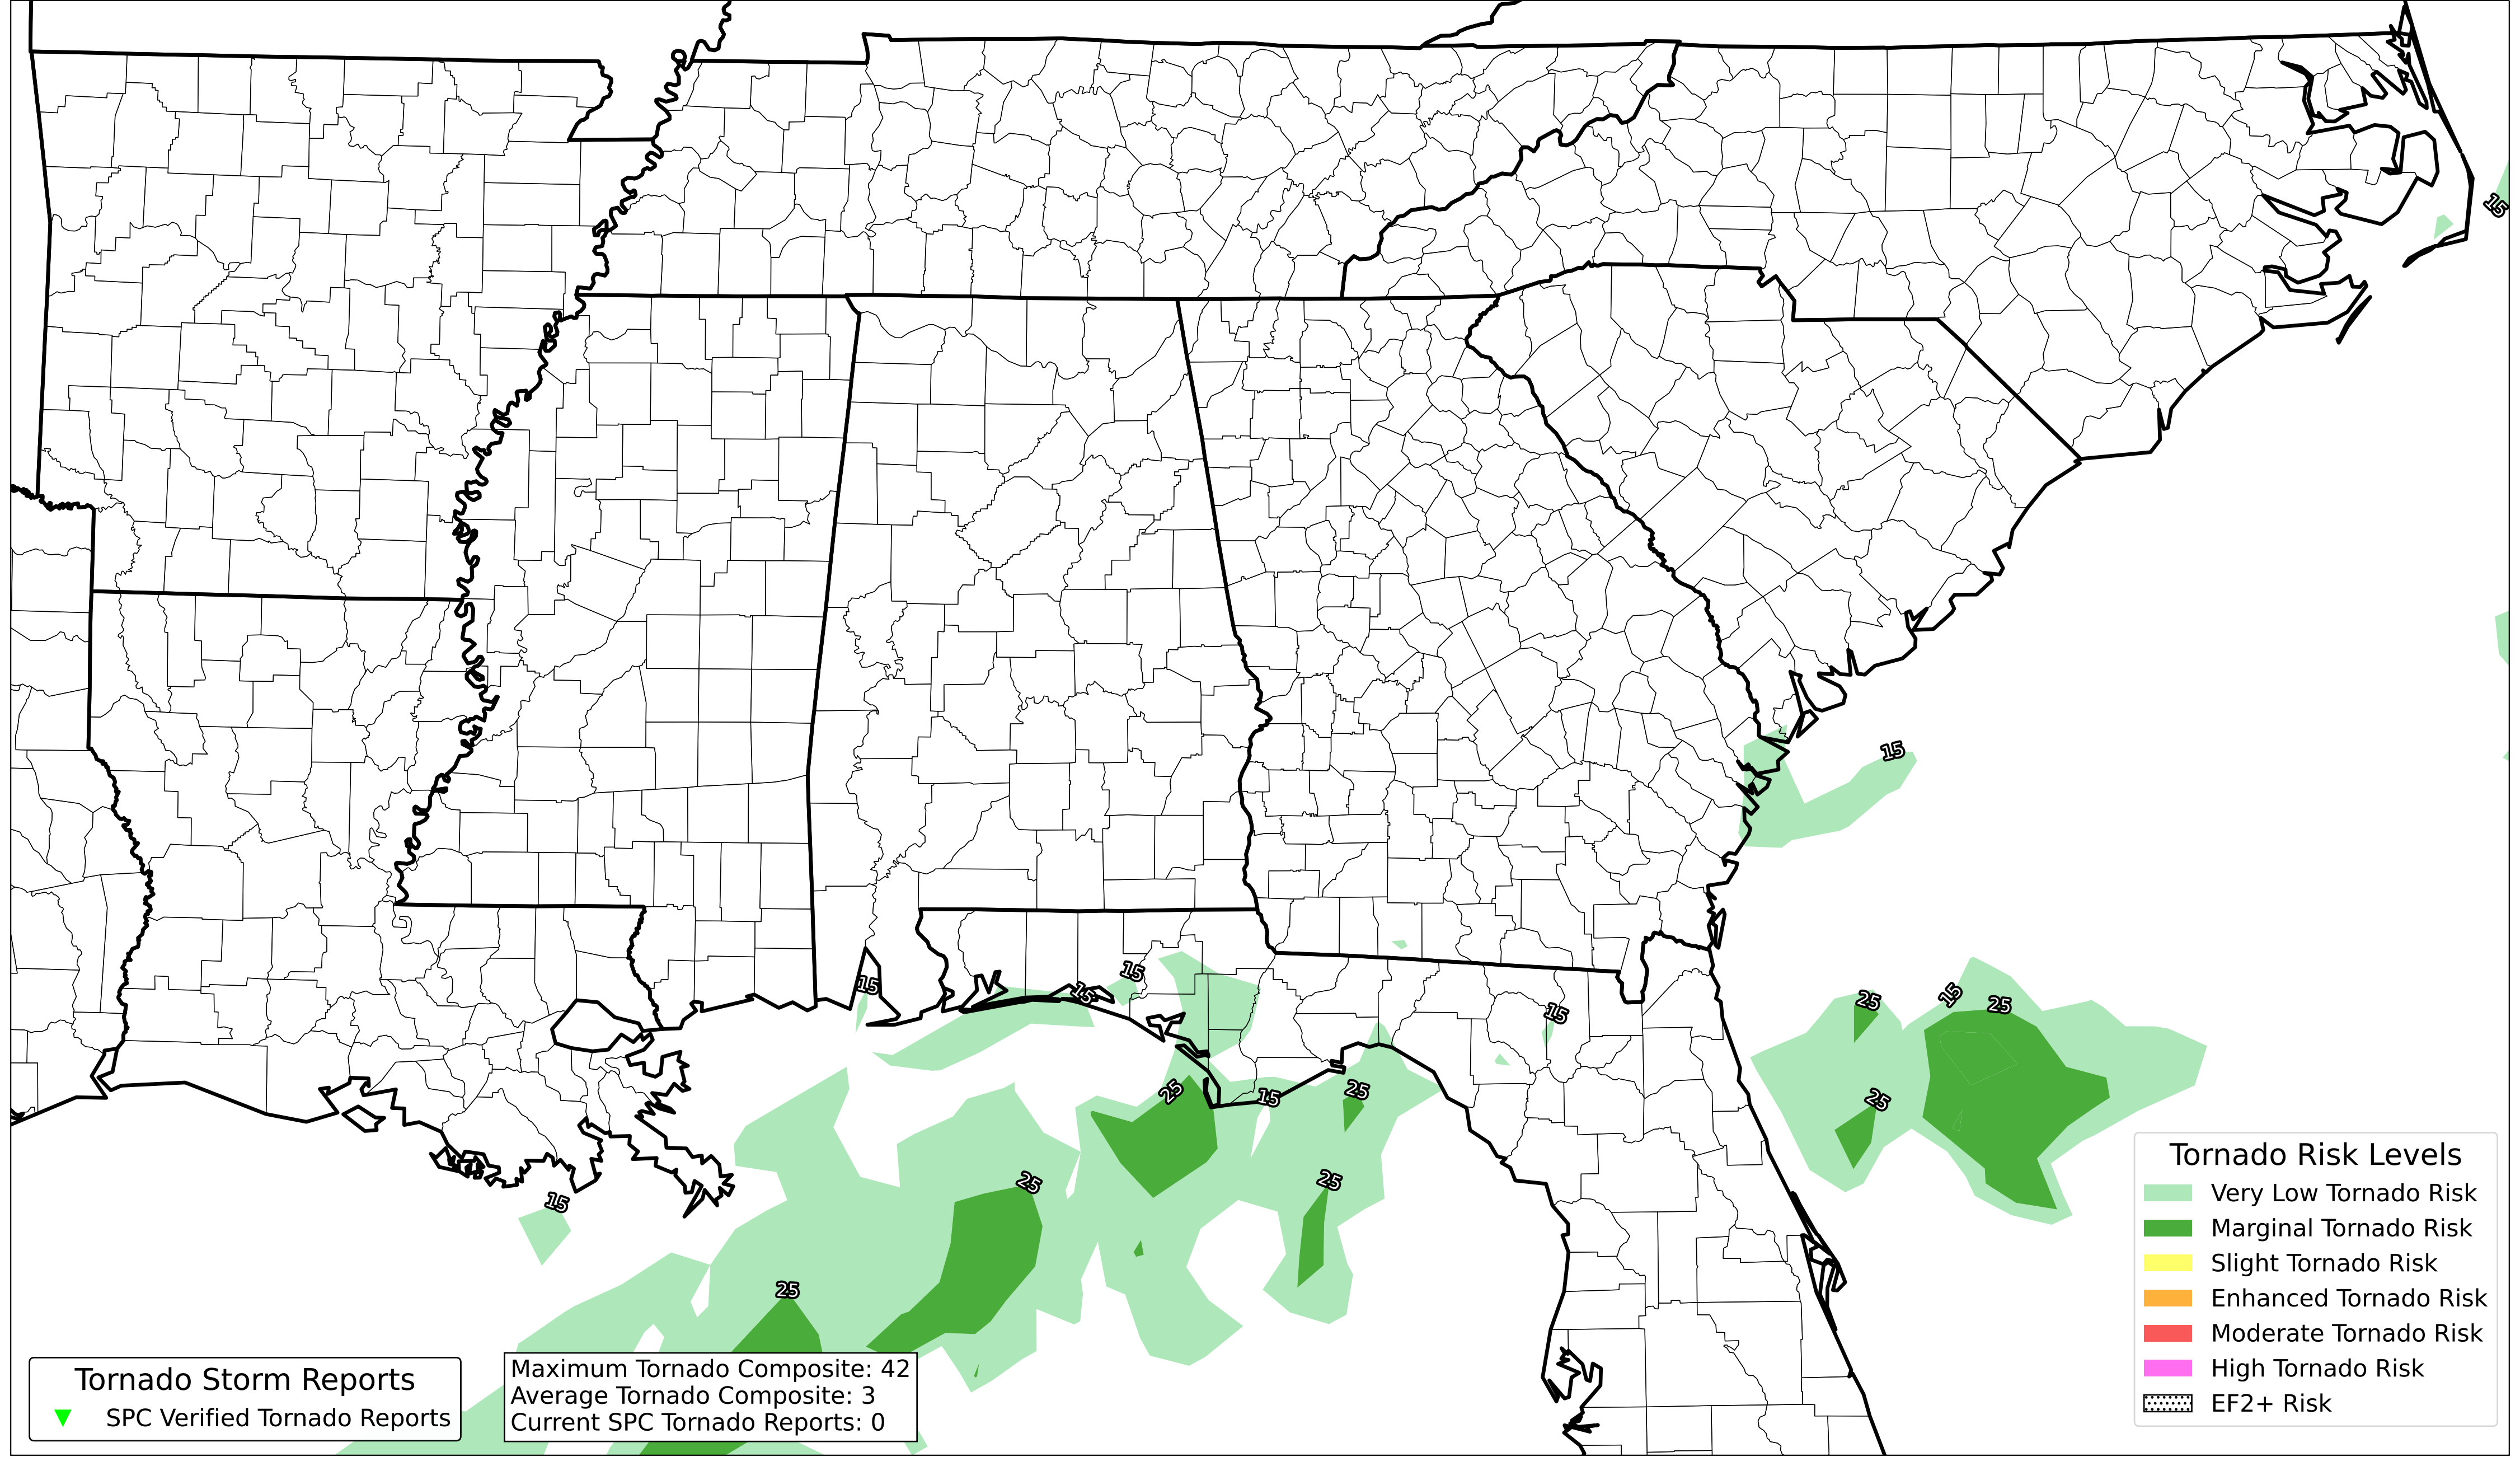 15
15
15
15
15
15
25
15
25
15
25
25
25
15
25
25
15
25
Tornado Risk Levels
Very Low Tornado Risk
Marginal Tornado Risk
Slight Tornado Risk
Enhanced Tornado Risk
Moderate Tornado Risk
High Tornado Risk
EF2+ Risk
Tornado Storm Reports
SPC Verified Tornado Reports
Maximum Tornado Composite: 42
Average Tornado Composite: 3
Current SPC Tornado Reports: 0